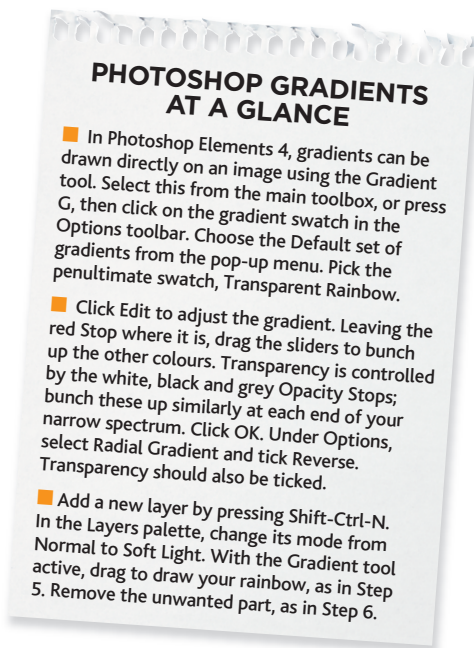 PHOTOSHOP GRADIENTS
AT A GLANCE
In Photoshop Elements 4, gradients can be
drawn directly on an image using the Gradient
tool. Select this from the main toolbox, or press
G, then click on the gradient swatch in the
Options toolbar. Choose the Default set of
gradients from the pop-up menu. Pick the
penultimate swatch, Transparent Rainbow.
Click Edit to adjust the gradient. Leaving the
red Stop where it is, drag the sliders to bunch
up the other colours. Transparency is controlled
by the white, black and grey Opacity Stops;
bunch these up similarly at each end of your
narrow spectrum. Click OK. Under Options,
select Radial Gradient and tick Reverse.
Transparency should also be ticked.
Add a new layer by pressing Shift-Ctrl-N.
In the Layers palette, change its mode from
Normal to Soft Light. With the Gradient tool
active, drag to draw your rainbow, as in Step
5. Remove the unwanted part, as in Step 6.